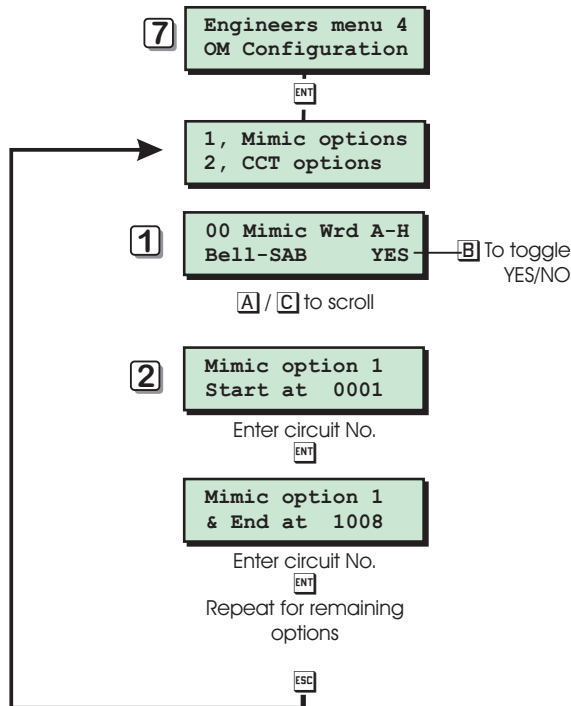 7
Engineers menu 4
OM Configuration
ENT
1, Mimic options
2, CCT options
1
00 Mimic Wrd A-H
Bell-SAB YES
B To toggle
YES/NO
A / C to scroll
2
Mimic option 1
Start at 0001
Enter circuit No.
ENT
Mimic option 1
& End at 1008
Enter circuit No.
ENT
Repeat for remaining
options
ESC